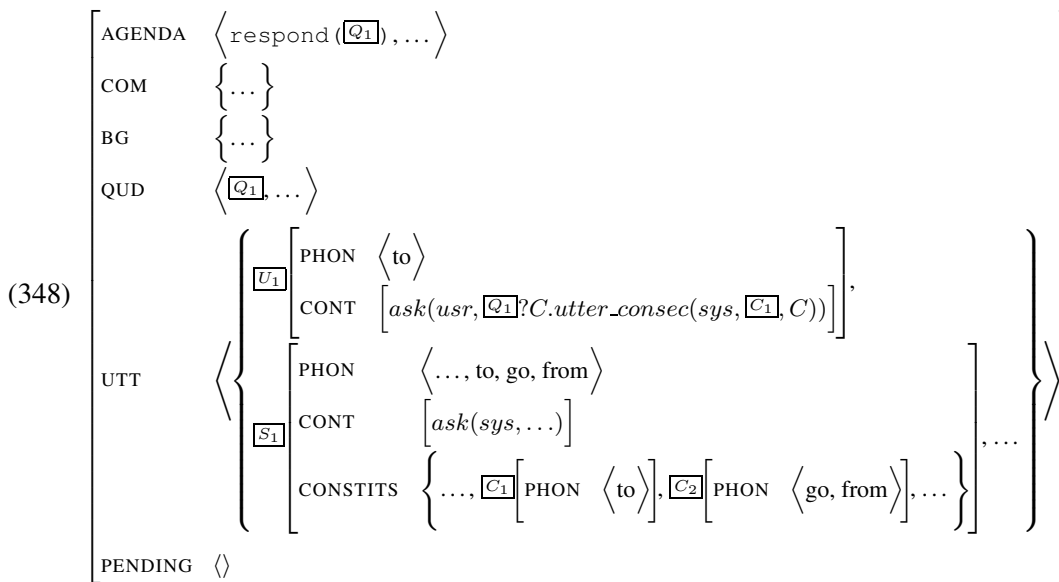 AGENDA ⟨respond(Q₁), …⟩
COM {…}
BG {…}
QUD ⟨Q₁, …⟩
(348)
UTT ⟨{ U₁ [ PHON ⟨to⟩
CONT [ask(usr, Q₁?C.utter_consec(sys, C₁, C))] ],
S₁ [ PHON ⟨…, to, go, from⟩
CONT [ask(sys, …)]
CONSTITS {…, C₁[PHON ⟨to⟩], C₂[PHON ⟨go, from⟩], …} ], … }⟩
PENDING ⟨⟩